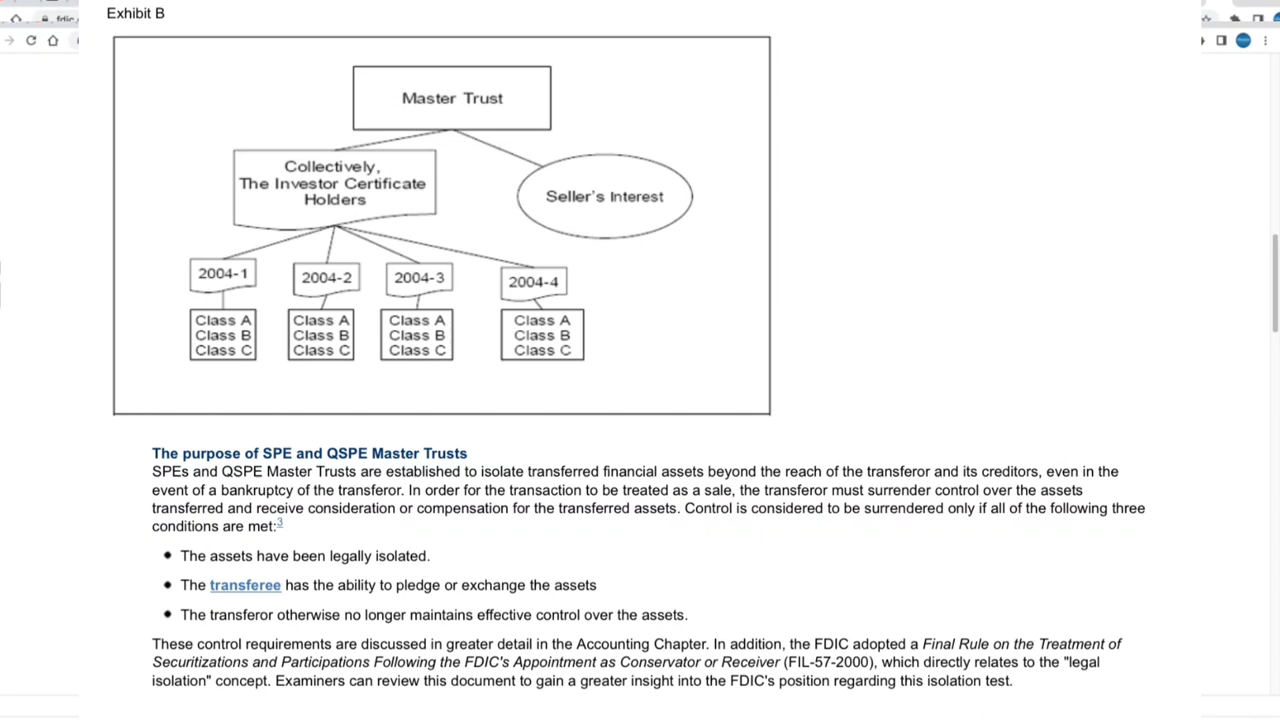 Exhibit B
Master Trust
Collectively,
The Investor Certificate
Holders
Seller's Interest
2004-1
2004-2
2004-3
2004-4
Class A
Class B
Class C
Class A
Class B
Class C
Class A
Class B
Class C
Class A
Class B
Class C
The purpose of SPE and QSPE Master Trusts
SPEs and QSPE Master Trusts are established to isolate transferred financial assets beyond the reach of the transferor and its creditors, even in the
event of a bankruptcy of the transferor. In order for the transaction to be treated as a sale, the transferor must surrender control over the assets
transferred and receive consideration or compensation for the transferred assets. Control is considered to be surrendered only if all of the following three
conditions are met:3
• The assets have been legally isolated.
• The transferee has the ability to pledge or exchange the assets
• The transferor otherwise no longer maintains effective control over the assets.
These control requirements are discussed in greater detail in the Accounting Chapter. In addition, the FDIC adopted a Final Rule on the Treatment of
Securitizations and Participations Following the FDIC's Appointment as Conservator or Receiver (FIL-57-2000), which directly relates to the "legal
isolation" concept. Examiners can review this document to gain a greater insight into the FDIC's position regarding this isolation test.